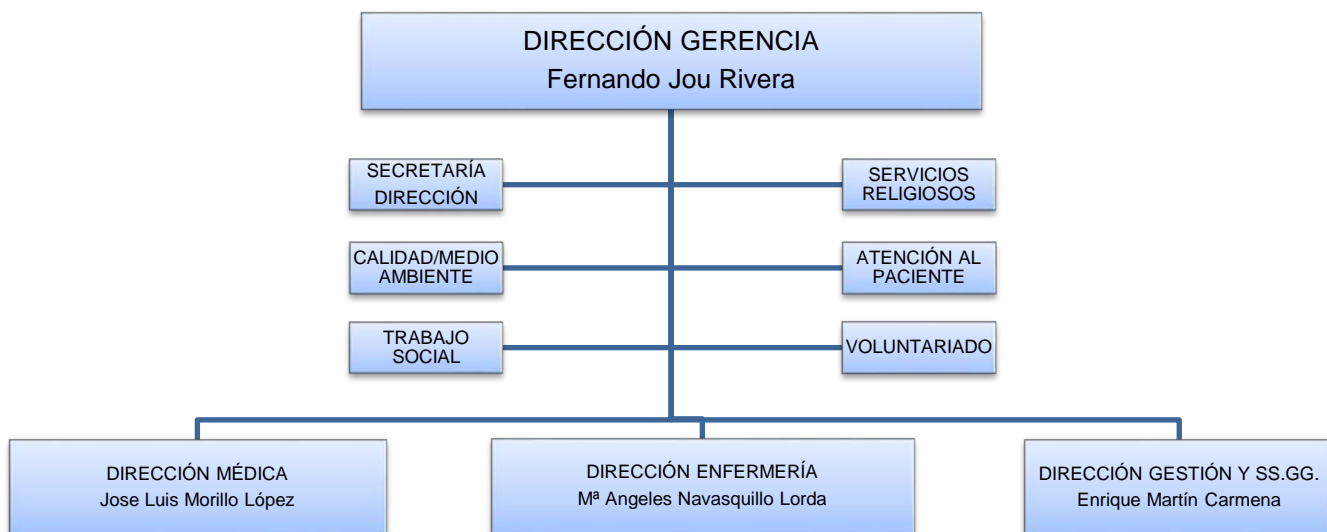 DIRECCIÓN GERENCIA
Fernando Jou Rivera
SECRETARÍA
DIRECCIÓN
SERVICIOS
RELIGIOSOS
CALIDAD/MEDIO
AMBIENTE
ATENCIÓN AL
PACIENTE
TRABAJO
SOCIAL
VOLUNTARIADO
DIRECCIÓN MÉDICA
Jose Luis Morillo López
DIRECCIÓN ENFERMERÍA
Mª Angeles Navasquillo Lorda
DIRECCIÓN GESTIÓN Y SS.GG.
Enrique Martín Carmena